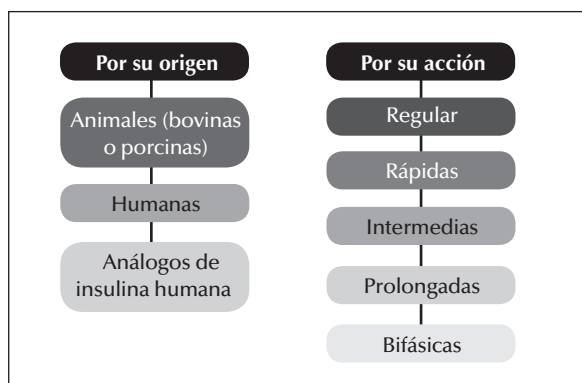 Por su origen
Animales (bovinas
o porcinas)
Humanas
Análogos de
insulina humana
Por su acción
Regular
Rápidas
Intermedias
Prolongadas
Bifásicas